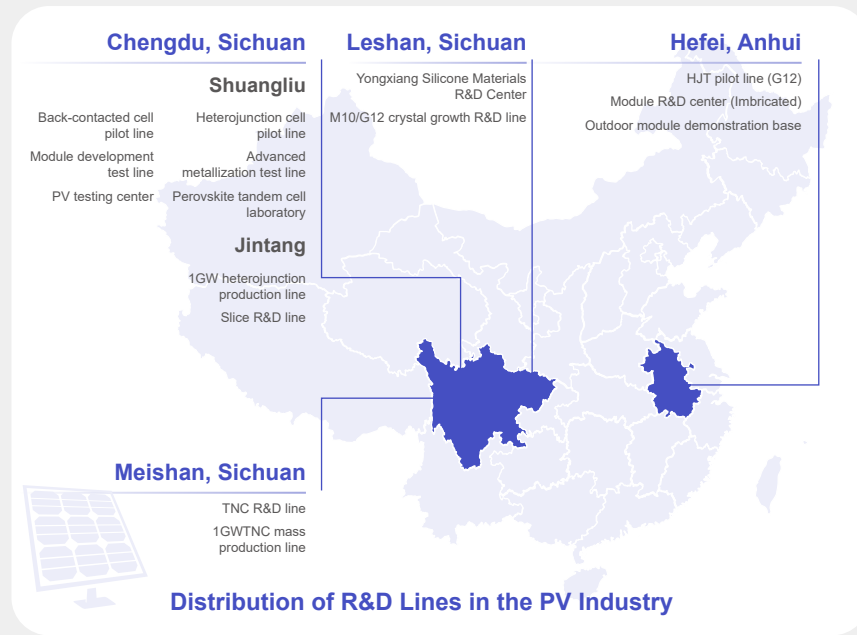 Chengdu, Sichuan
Shuangliu
Back-contacted cell
pilot line
Module development
test line
PV testing center
Heterojunction cell
pilot line
Advanced
metallization test line
Perovskite tandem cell
laboratory
Jintang
1GW heterojunction
production line
Slice R&D line
Leshan, Sichuan
Yongxiang Silicone Materials
R&D Center
M10/G12 crystal growth R&D line
Hefei, Anhui
HJT pilot line (G12)
Module R&D center (Imbricated)
Outdoor module demonstration base
Meishan, Sichuan
TNC R&D line
1GWTNC mass
production line
Distribution of R&D Lines in the PV Industry